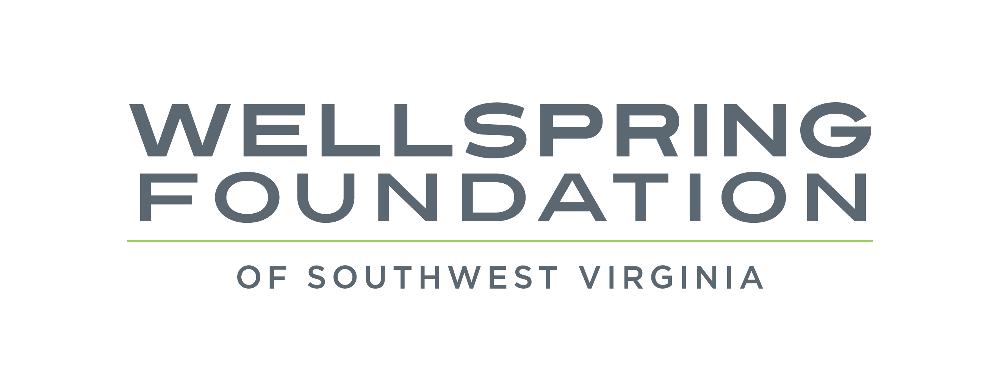 WELLSPRING
FOUNDATION
OF SOUTHWEST VIRGINIA